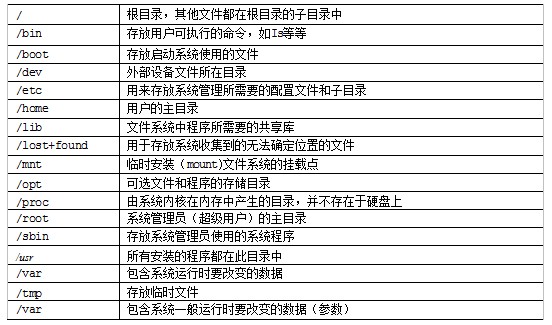 / 根目录，其他文件都在根目录的子目录中
/bin 存放用户可执行的命令，如ls等等
/boot 存放启动系统使用的文件
/dev 外部设备文件所在目录
/etc 用来存放系统管理所需要的配置文件和子目录
/home 用户的主目录
/lib 文件系统中程序所需要的共享库
/lost+found 用于存放系统收集到的无法确定位置的文件
/mnt 临时安装（mount)文件系统的挂载点
/opt 可选文件和程序的存储目录
/proc 由系统内核在内存中产生的目录，并不存在于硬盘上
/root 系统管理员（超级用户）的主目录
/sbin 存放系统管理员使用的系统程序
/usr 所有安装的程序都在此目录中
/var 包含系统运行时要改变的数据
/tmp 存放临时文件
/var 包含系统一般运行时要改变的数据（参数）